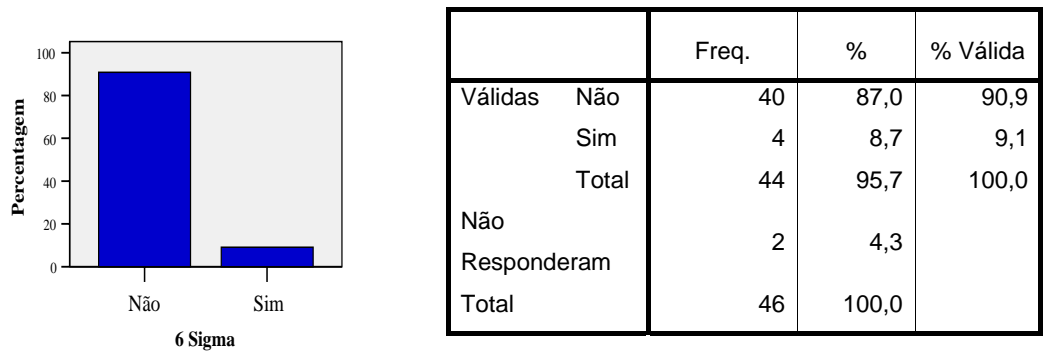 100
80
60
40
20
0
Percentagem
Não Sim
6 Sigma
Freq. % % Válida
Válidas Não 40 87,0 90,9
Sim 4 8,7 9,1
Total 44 95,7 100,0
Não
Responderam 2 4,3
Total 46 100,0